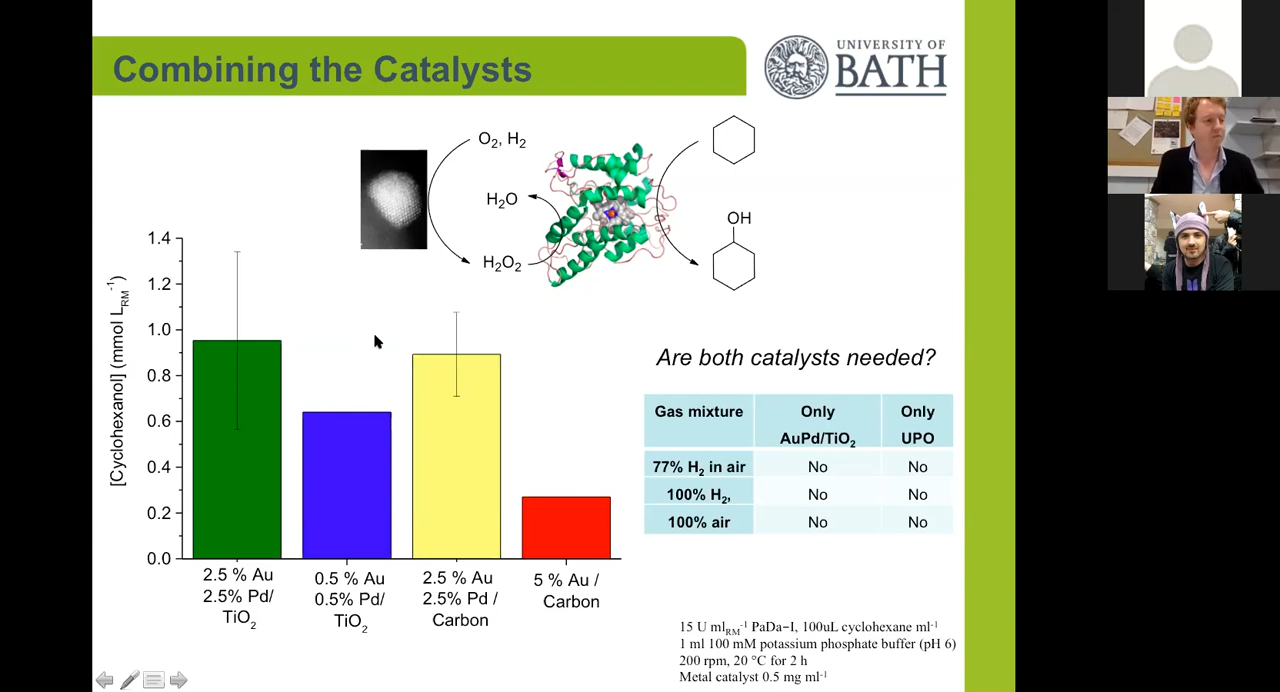 Combining the Catalysts
UNIVERSITY OF
BATH
O₂, H₂
H₂O
H₂O₂
OH
[Cyclohexanol] (mmol L_RM⁻¹)
1.4
1.2
1.0
0.8
0.6
0.4
0.2
0.0
2.5 % Au
2.5% Pd/
TiO₂
0.5 % Au
0.5% Pd/
TiO₂
2.5 % Au
2.5% Pd /
Carbon
5 % Au /
Carbon
Are both catalysts needed?
Gas mixture
Only
AuPd/TiO₂
Only
UPO
77% H₂ in air No No
100% H₂, No No
100% air No No
15 U ml_RM⁻¹ PaDa−I, 100uL cyclohexane ml⁻¹
1 ml 100 mM potassium phosphate buffer (pH 6)
200 rpm, 20 °C for 2 h
Metal catalyst 0.5 mg ml⁻¹